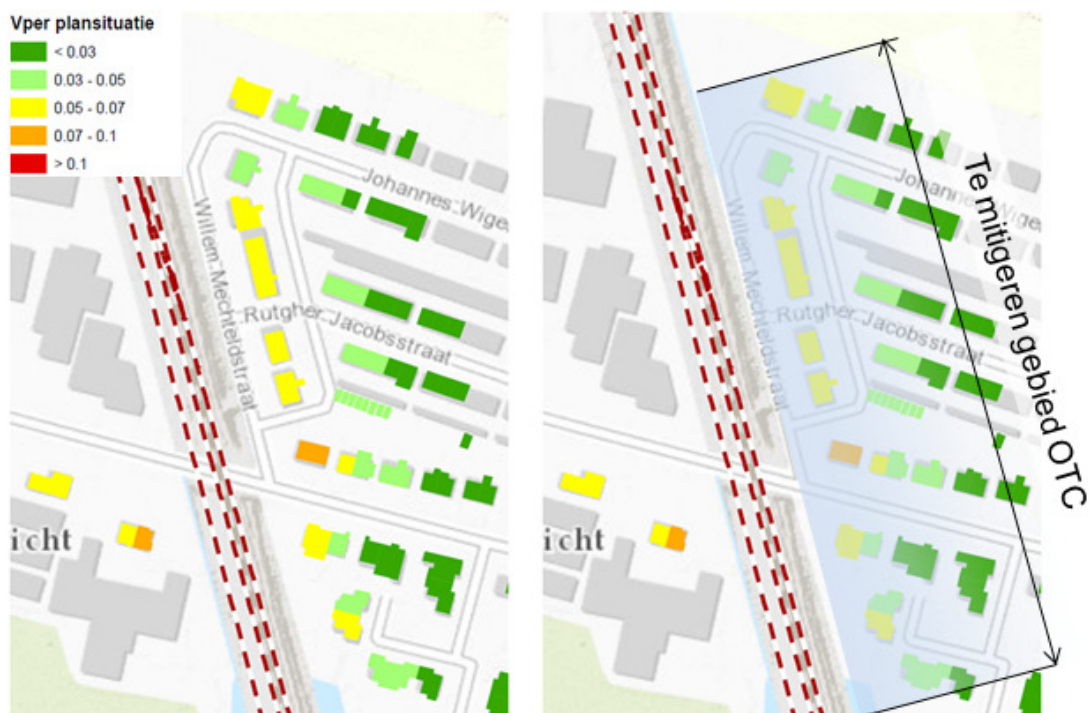 Vper plansituatie
< 0.03
0.03 - 0.05
0.05 - 0.07
0.07 - 0.1
> 0.1
Johannes Wige
Willem Mechteldstraat
Rutgher Jacobsstraat
icht
Johannes Wige
Willem Mechteldstraat
Rutgher Jacobsstraat
icht
Te mitigeren gebied OTC